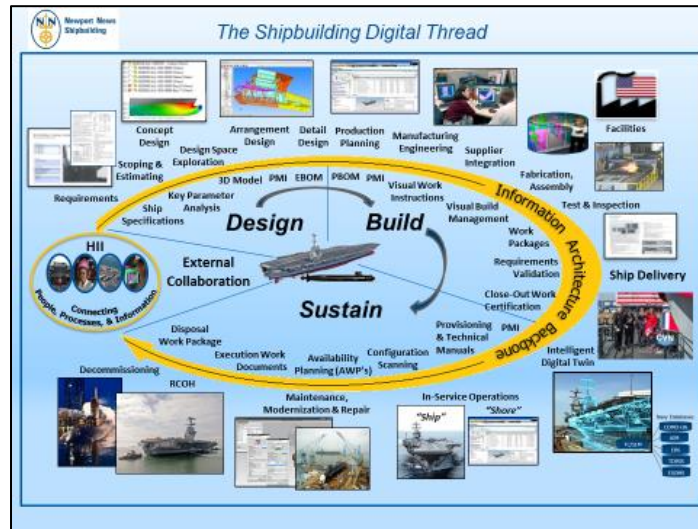 Newport News
Shipbuilding
The Shipbuilding Digital Thread
Concept
Design
Arrangement
Design
Detail
Design
Production
Planning
Manufacturing
Engineering
Supplier
Integration
Facilities
Design Space
Exploration
Scoping &
Estimating
Fabrication,
Assembly
Requirements
3D Model
PMI
EBOM
PBOM
PMI
Visual Work
Instructions
Test & Inspection
Key Parameter
Analysis
Ship
Specifications
Visual Build
Management
Information Architecture Backbone
Design
Build
Work
Packages
Ship Delivery
HII
External
Collaboration
Requirements
Validation
Connecting
People, Processes, & Information
Sustain
Close-Out Work
Certification
CVN
Disposal
Work Package
Provisioning
& Technical
Manuals
PMI
Execution Work
Documents
Availability
Planning (AWP's)
Configuration
Scanning
Intelligent
Digital Twin
Decommissioning
RCOH
Maintenance,
Modernization & Repair
In-Service Operations
"Ship"
"Shore"